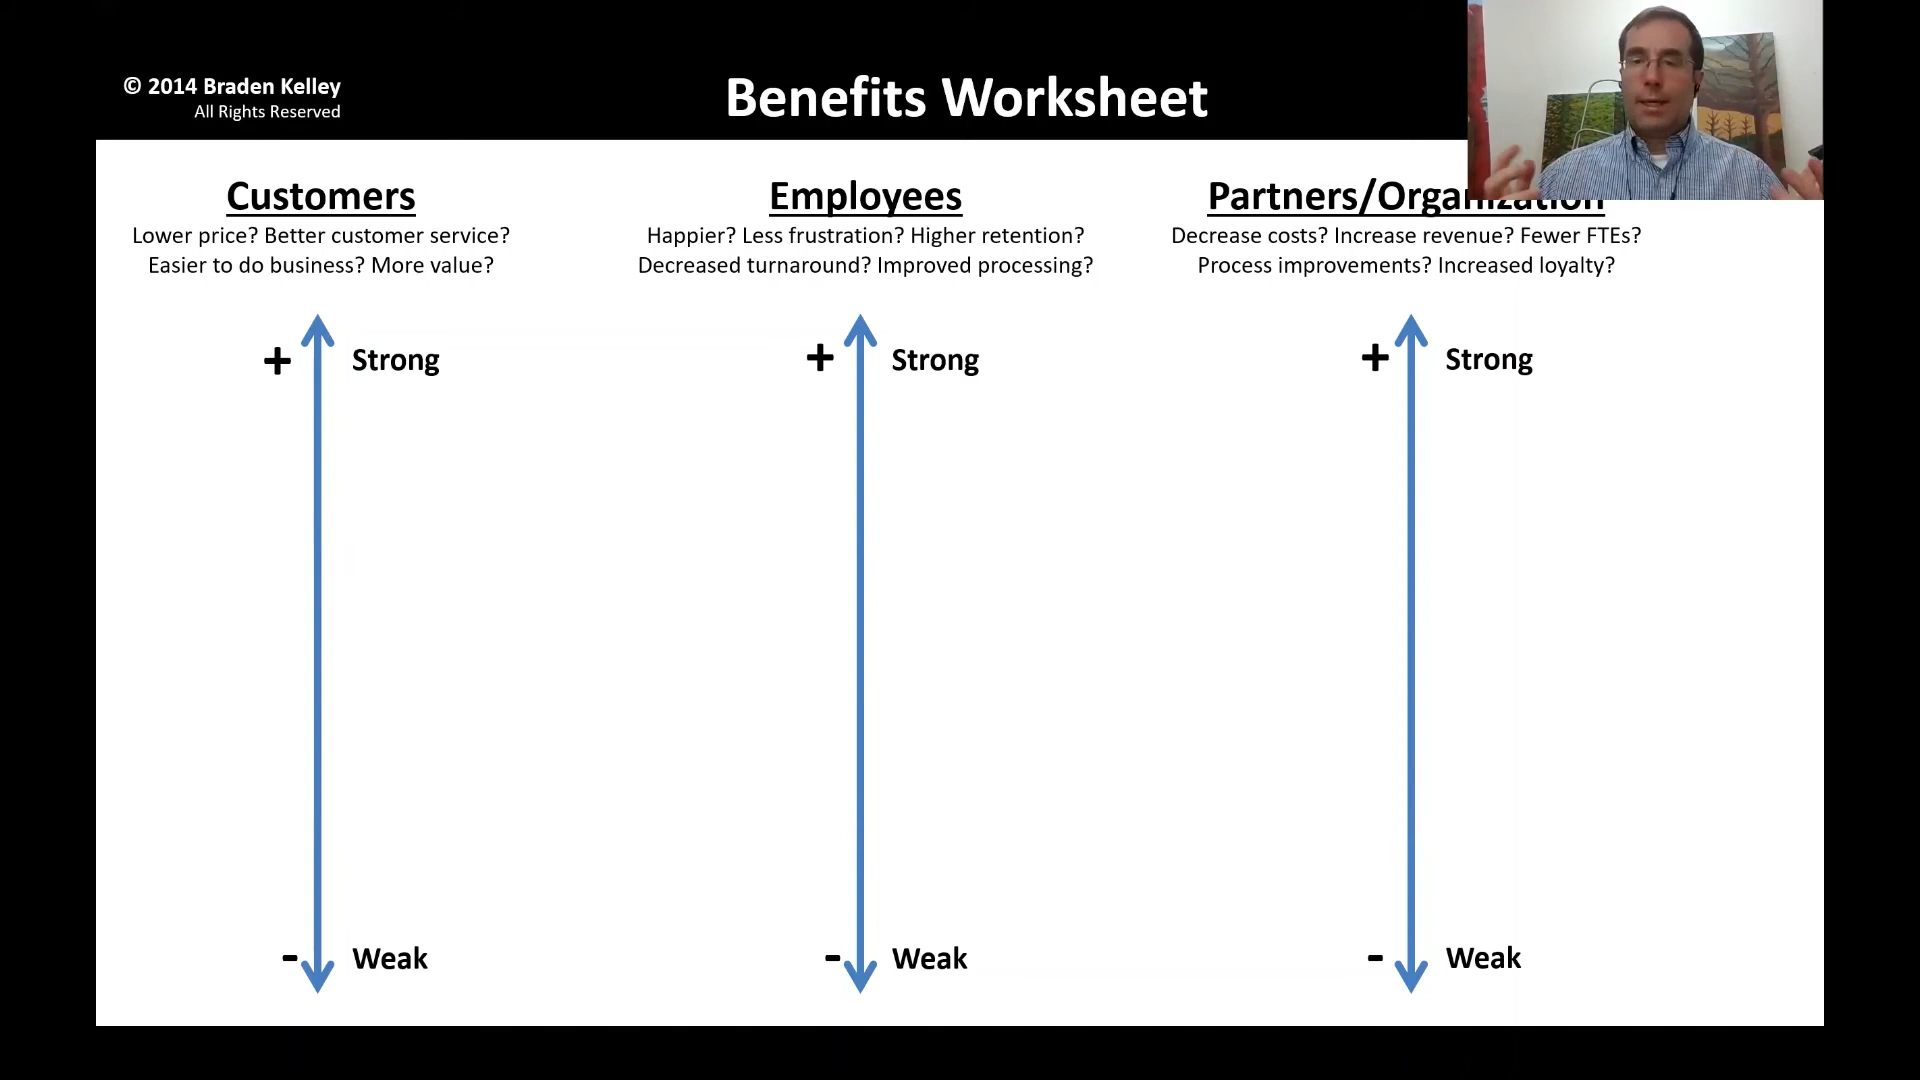 © 2014 Braden Kelley
All Rights Reserved
Benefits Worksheet
Customers
Lower price? Better customer service?
Easier to do business? More value?
+ Strong
- Weak
Employees
Happier? Less frustration? Higher retention?
Decreased turnaround? Improved processing?
+ Strong
- Weak
Partners/Organization
Decrease costs? Increase revenue? Fewer FTEs?
Process improvements? Increased loyalty?
+ Strong
- Weak